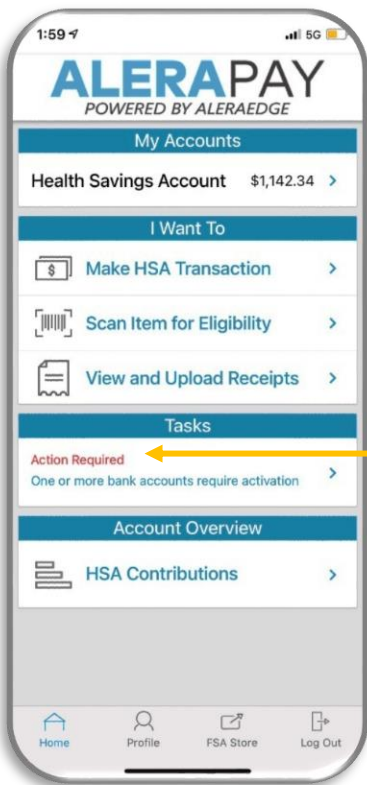 1:59
5G
ALERAPAY
POWERED BY ALERAEDGE
My Accounts
Health Savings Account $1,142.34 >
I Want To
$ Make HSA Transaction >
Scan Item for Eligibility >
View and Upload Receipts >
Tasks
Action Required
One or more bank accounts require activation >
Account Overview
HSA Contributions >
Home Profile FSA Store Log Out